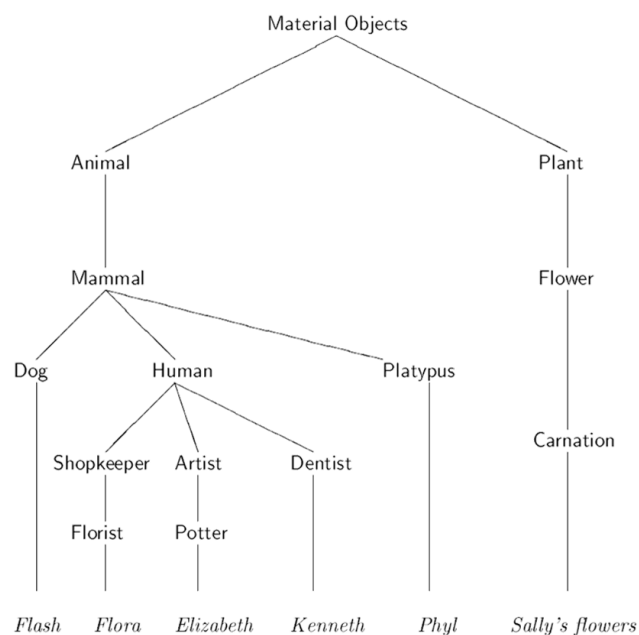 Material Objects
Animal Plant
Mammal Flower
Dog Human Platypus
Carnation
Shopkeeper Artist Dentist
Florist Potter
Flash Flora Elizabeth Kenneth Phyl Sally's flowers